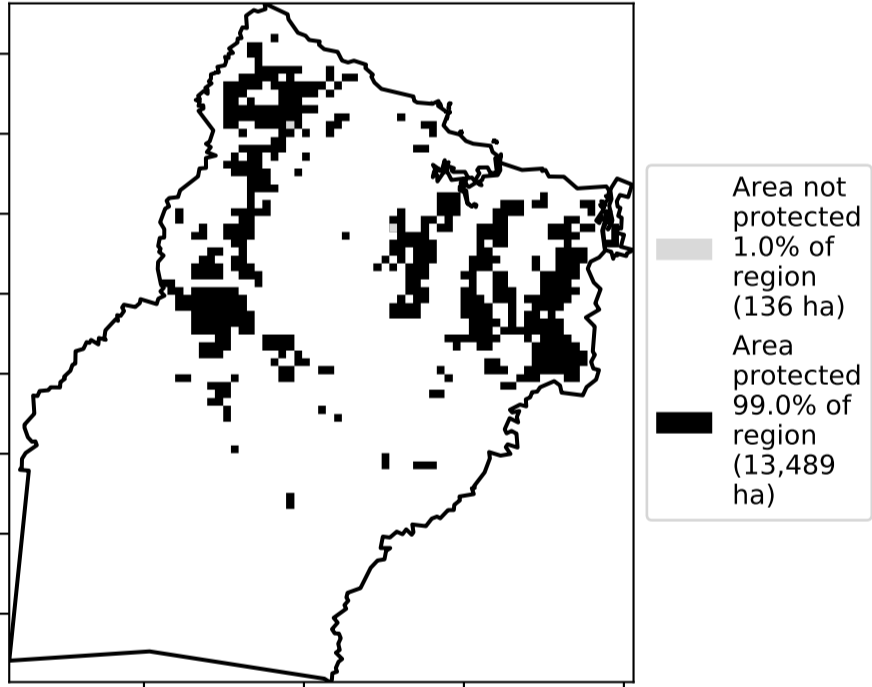 Area not
protected
1.0% of
region
(136 ha)
Area
protected
99.0% of
region
(13,489
ha)